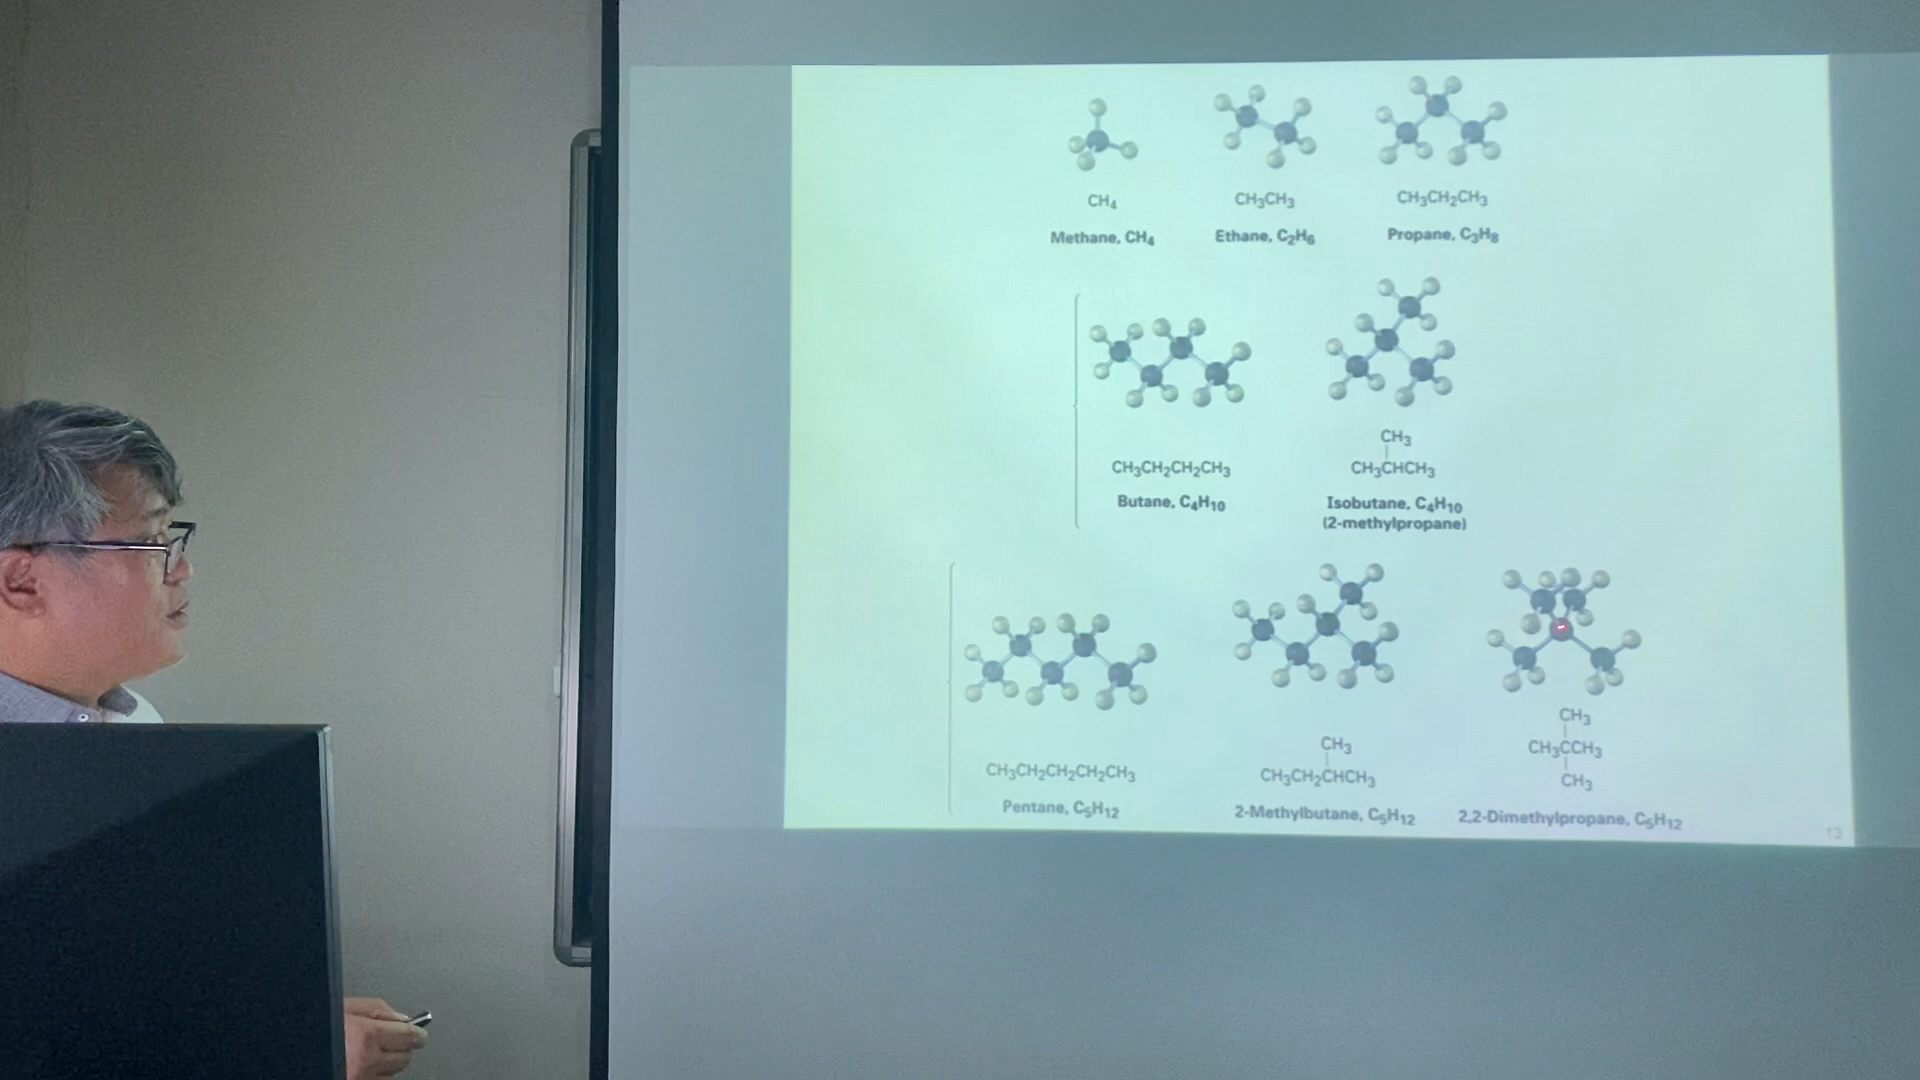 CH₄
CH₃CH₃
CH₃CH₂CH₃
Methane, CH₄
Ethane, C₂H₆
Propane, C₃H₈
CH₃CH₂CH₂CH₃
Butane, C₄H₁₀
CH₃
CH₃CHCH₃
Isobutane, C₄H₁₀
(2-methylpropane)
CH₃CH₂CH₂CH₂CH₃
Pentane, C₅H₁₂
CH₃
CH₃CH₂CHCH₃
2-Methylbutane, C₅H₁₂
CH₃
CH₃CCH₃
CH₃
2,2-Dimethylpropane, C₅H₁₂
13